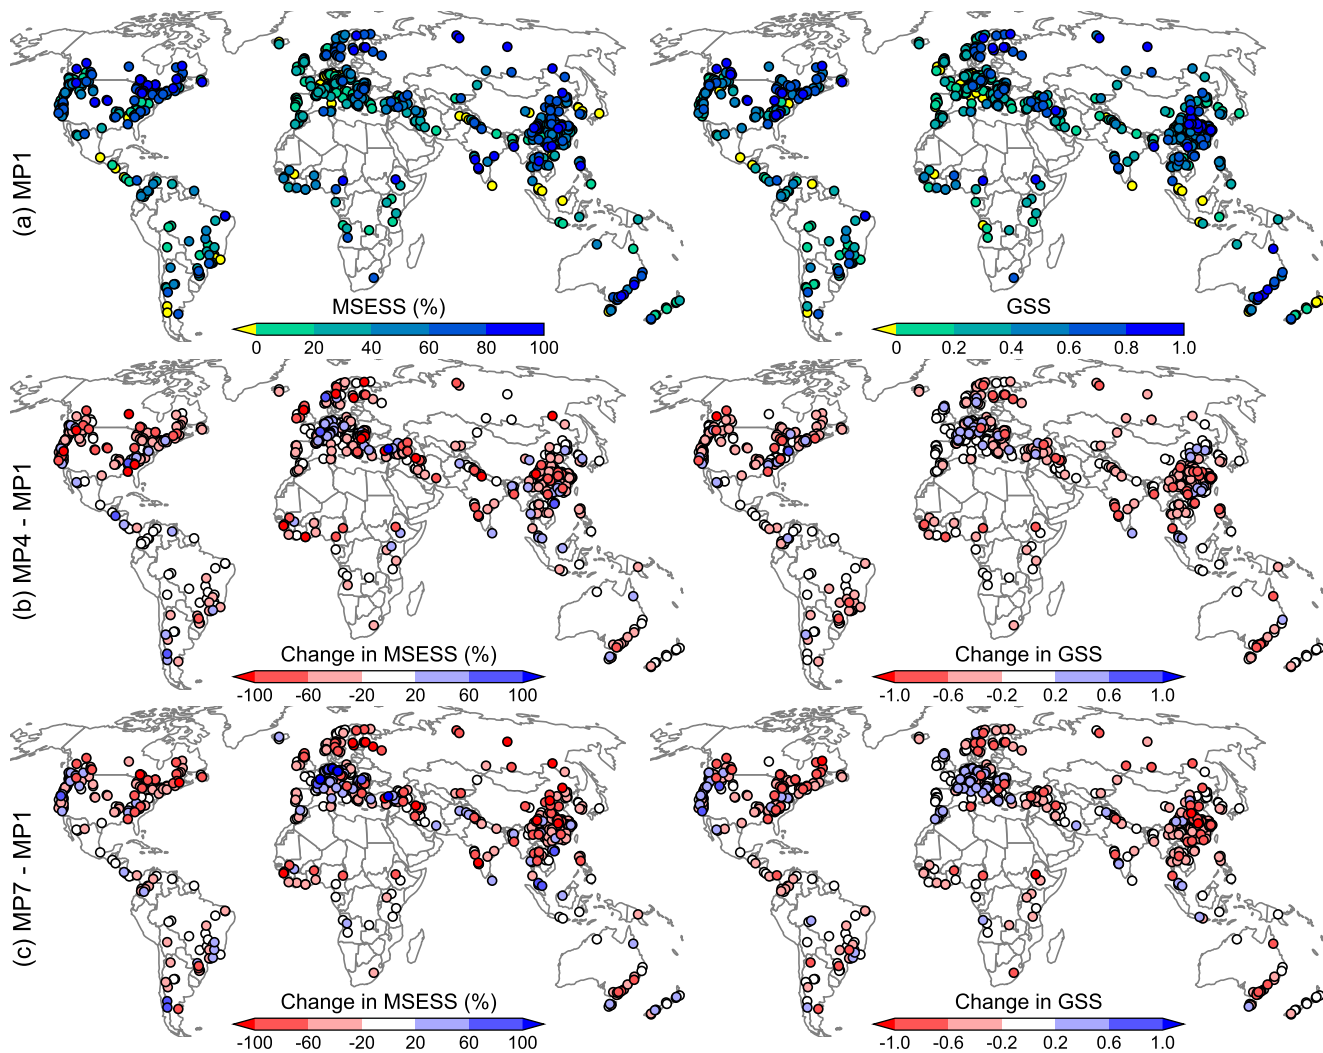 (a) MP1
MSESS (%)
0 20 40 60 80 100
GSS
0 0.2 0.4 0.6 0.8 1.0
(b) MP4 - MP1
Change in MSESS (%)
-100 -60 -20 20 60 100
Change in GSS
-1.0 -0.6 -0.2 0.2 0.6 1.0
(c) MP7 - MP1
Change in MSESS (%)
-100 -60 -20 20 60 100
Change in GSS
-1.0 -0.6 -0.2 0.2 0.6 1.0